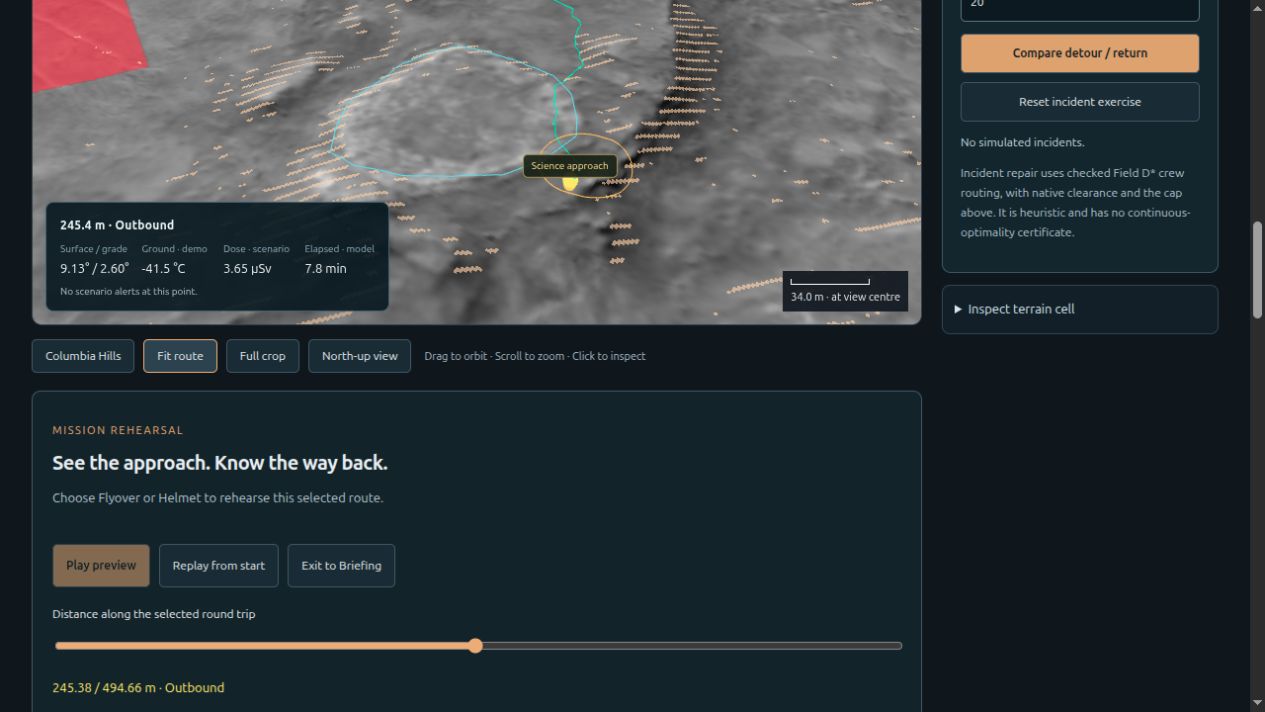 20
Compare detour / return
Reset incident exercise
No simulated incidents.
Incident repair uses checked Field D* crew
routing, with native clearance and the cap
above. It is heuristic and has no continuous-
optimality certificate.
▶ Inspect terrain cell
Science approach
245.4 m · Outbound
Surface / grade Ground · demo Dose · scenario Elapsed · model
9.13° / 2.60° -41.5 °C 3.65 µSv 7.8 min
No scenario alerts at this point.
34.0 m · at view centre
Columbia Hills Fit route Full crop North-up view Drag to orbit · Scroll to zoom · Click to inspect
MISSION REHEARSAL
See the approach. Know the way back.
Choose Flyover or Helmet to rehearse this selected route.
Play preview Replay from start Exit to Briefing
Distance along the selected round trip
245.38 / 494.66 m · Outbound